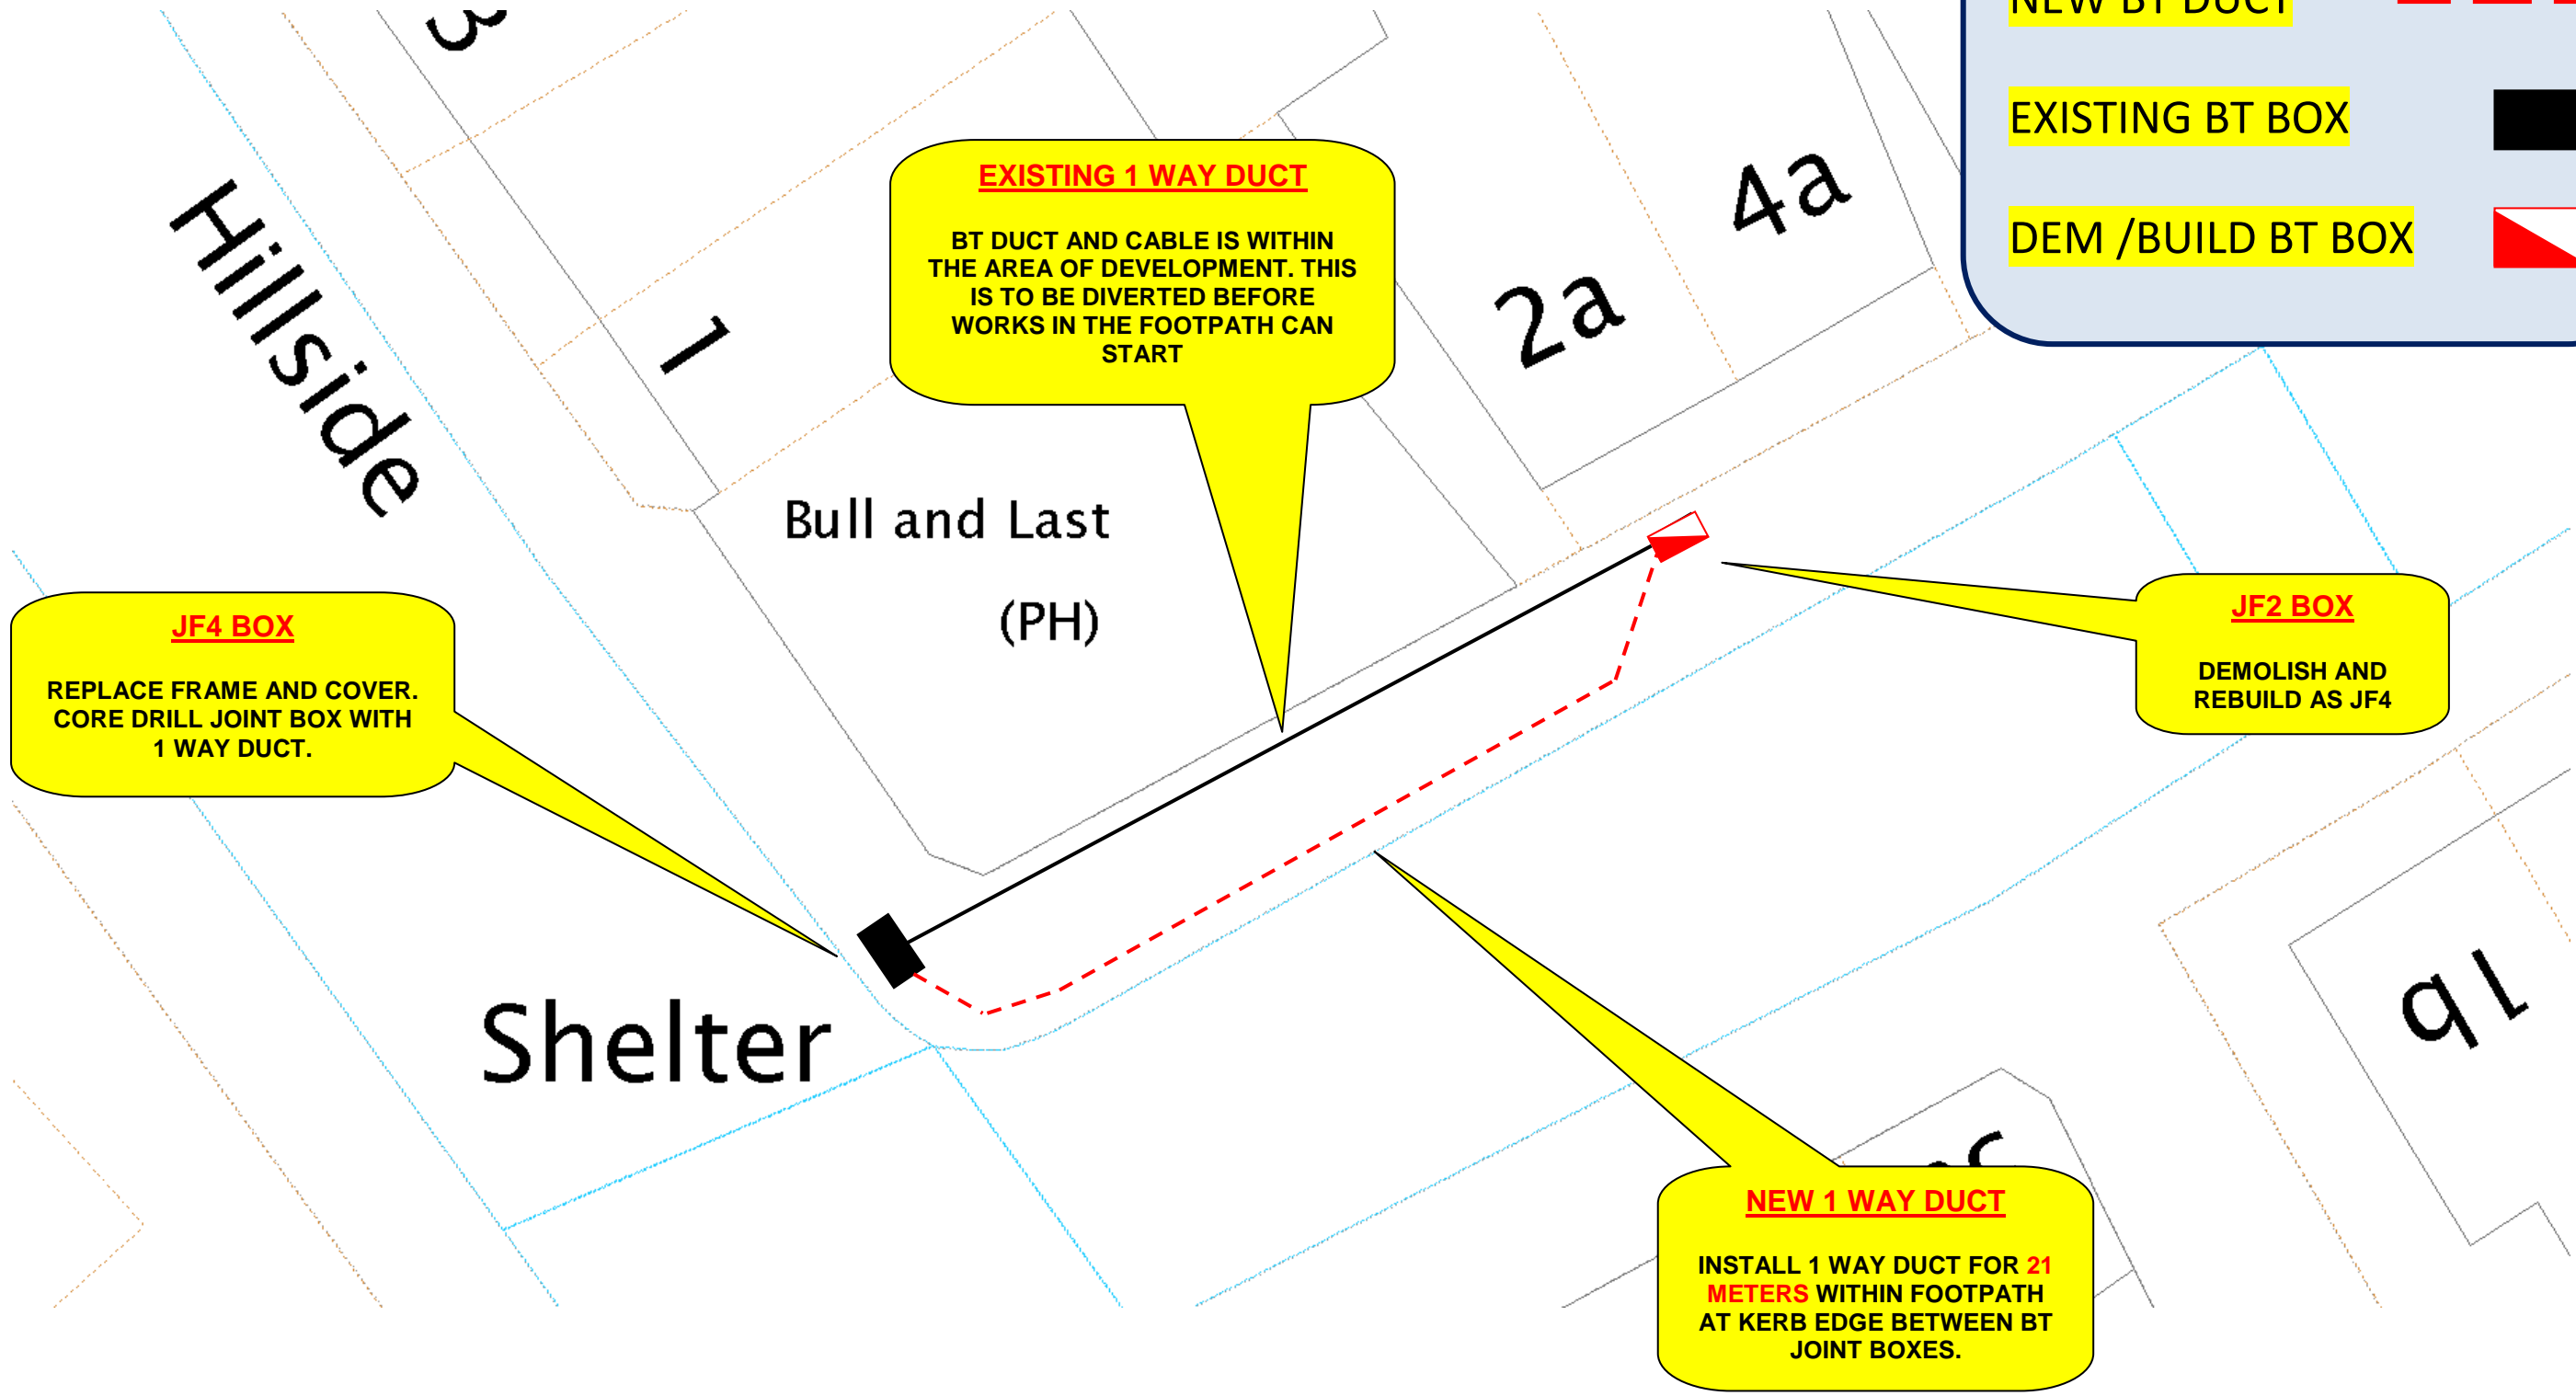 NEW BT DUCT
EXISTING BT BOX
DEM /BUILD BT BOX
3
Hillside
1
EXISTING 1 WAY DUCT
BT DUCT AND CABLE IS WITHIN
THE AREA OF DEVELOPMENT. THIS
IS TO BE DIVERTED BEFORE
WORKS IN THE FOOTPATH CAN
START
4a
2a
Bull and Last
(PH)
JF4 BOX
REPLACE FRAME AND COVER.
CORE DRILL JOINT BOX WITH
1 WAY DUCT.
JF2 BOX
DEMOLISH AND
REBUILD AS JF4
Shelter
1b
NEW 1 WAY DUCT
INSTALL 1 WAY DUCT FOR 21
METERS WITHIN FOOTPATH
AT KERB EDGE BETWEEN BT
JOINT BOXES.